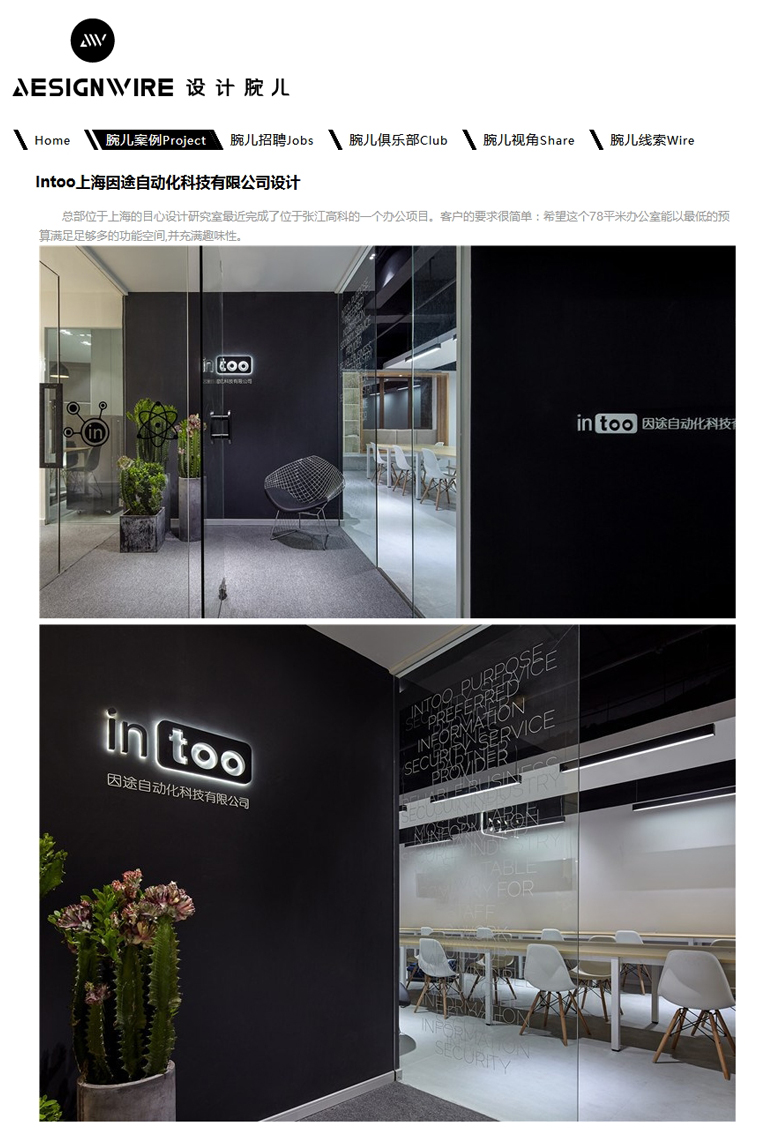 AESIGNWIRE 设计腕儿
Home 腕儿案例Project 腕儿招聘Jobs 腕儿俱乐部Club 腕儿视角Share 腕儿线索Wire
Intoo上海因途自动化科技有限公司设计
总部位于上海的目心设计研究室最近完成了位于张江高科的一个办公项目。客户的要求很简单：希望这个78平米办公室能以最低的预
算满足足够多的功能空间,并充满趣味性。
in too
in
in too 因途自动化科技有
in too
因途自动化科技有限公司
INTOO PURPOSE
PREFERRED
INFORMATION
SECURITY SERVICE
PROVIDER
INFORMATION
SECURITY